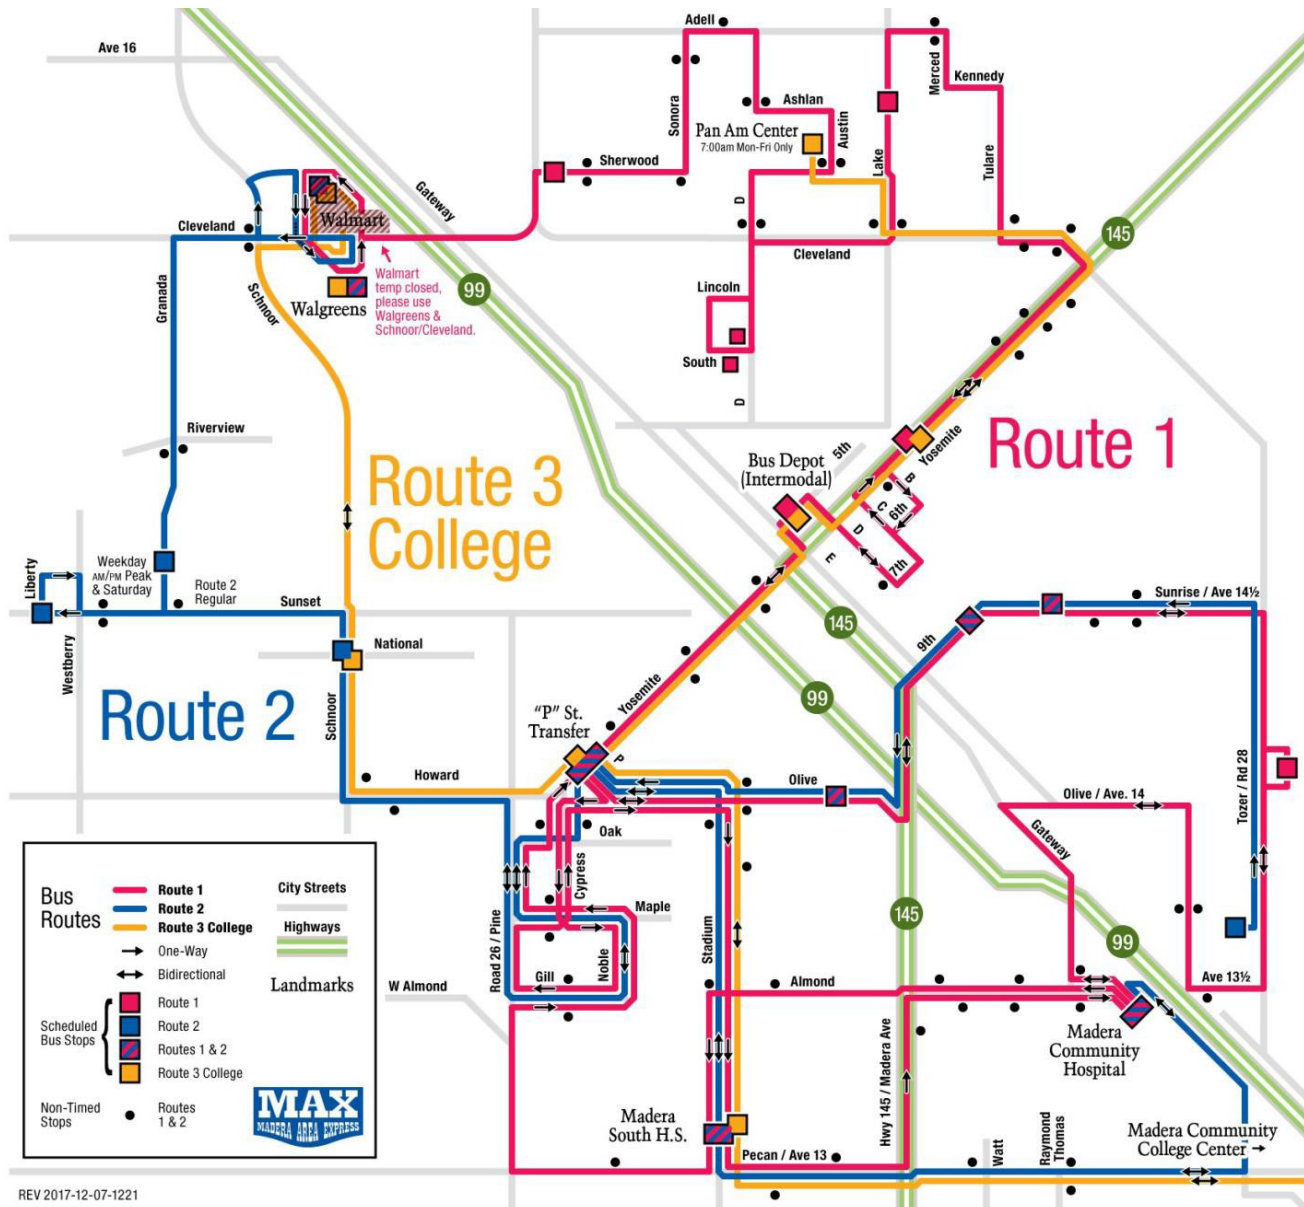 Adell
Merced
Kennedy
Ave 16
Ashlan
Sonora
Pan Am Center
7:00am Mon-Fri Only
Austin
Lake
Tulare
Sherwood
Gateway
D
Walmart
Cleveland
Cleveland
145
Granada
Schnoor
Walgreens
Walmart
temp closed,
please use
Walgreens &
Schnoor/Cleveland.
99
Lincoln
South
D
Riverview
Route 3
College
Route 1
5th
Yosemite
Bus Depot
(Intermodal)
B
6th
C
D
7th
E
Liberty
Weekday
AM/PM Peak
& Saturday
Route 2
Regular
Sunset
National
Westberry
Route 2
Schnoor
145
99
9th
Sunrise / Ave 14½
"P" St.
Transfer
Yosemite
P
Howard
Olive
Olive / Ave. 14
Tozer / Rd 28
Gateway
Oak
Cypress
Maple
Road 26 / Pine
Noble
Gill
Stadium
145
99
W Almond
Almond
Ave 13½
Madera
Community
Hospital
Hwy 145 / Madera Ave
Madera
South H.S.
Pecan / Ave 13
Watt
Raymond
Thomas
Madera Community
College Center →
Bus
Routes
Route 1
Route 2
Route 3 College
One-Way
Bidirectional
City Streets
Highways
Landmarks
Scheduled
Bus Stops
Route 1
Route 2
Routes 1 & 2
Route 3 College
Non-Timed
Stops
Routes
1 & 2
MAX
MADERA AREA EXPRESS
REV 2017-12-07-1221